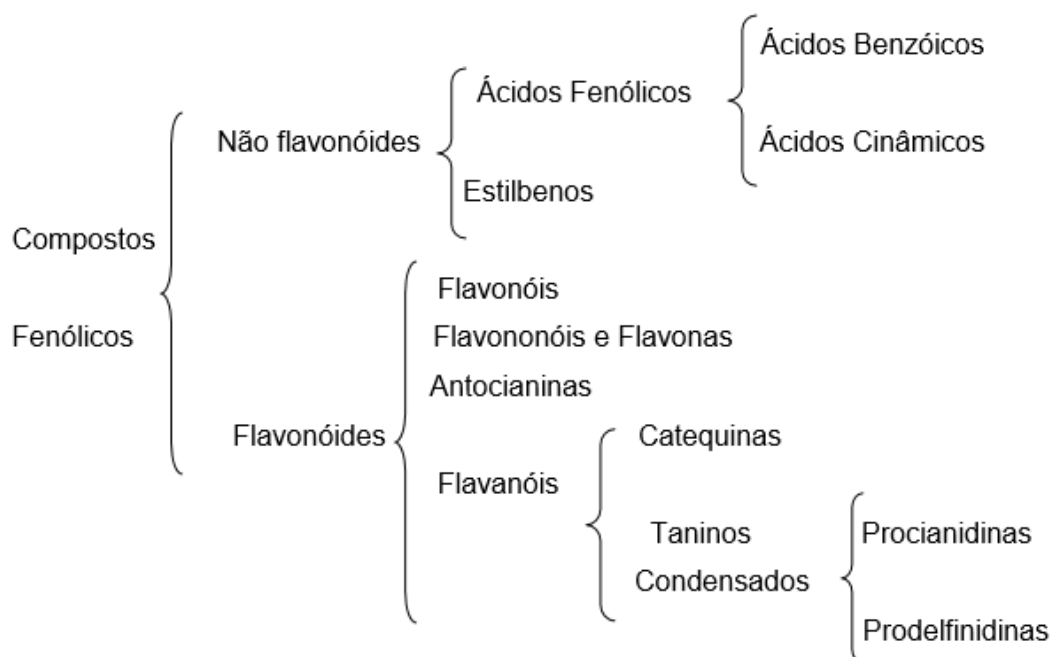 Compostos
Fenólicos
Não flavonóides
Ácidos Fenólicos
Ácidos Benzóicos
Ácidos Cinâmicos
Estilbenos
Flavonóides
Flavonóis
Flavononóis e Flavonas
Antocianinas
Flavanóis
Catequinas
Taninos
Condensados
Procianidinas
Prodelfinidinas